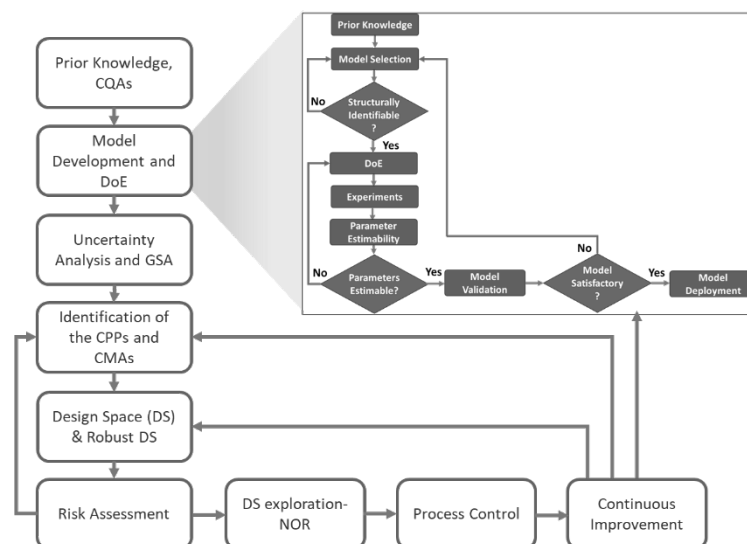 Prior Knowledge,
CQAs
Model
Development and
DoE
Uncertainty
Analysis and GSA
Identification of
the CPPs and
CMAs
Design Space (DS)
& Robust DS
Risk Assessment
DS exploration-
NOR
Process Control
Continuous
Improvement
Prior Knowledge
Model Selection
No
Structurally
Identifiable
?
Yes
DoE
Experiments
Parameter
Estimability
No
Parameters
Estimable?
Yes
Model
Validation
No
Model
Satisfactory
?
Yes
Model
Deployment